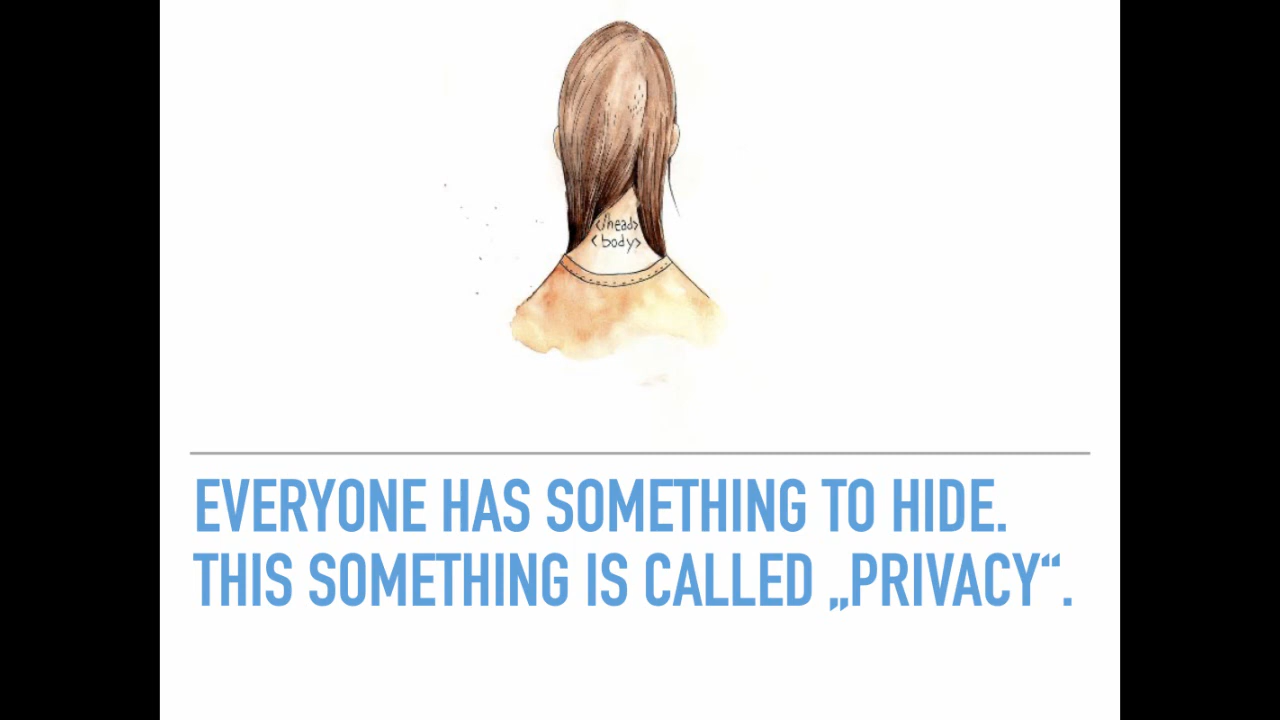 </head>
<body>
EVERYONE HAS SOMETHING TO HIDE.
THIS SOMETHING IS CALLED „PRIVACY“.